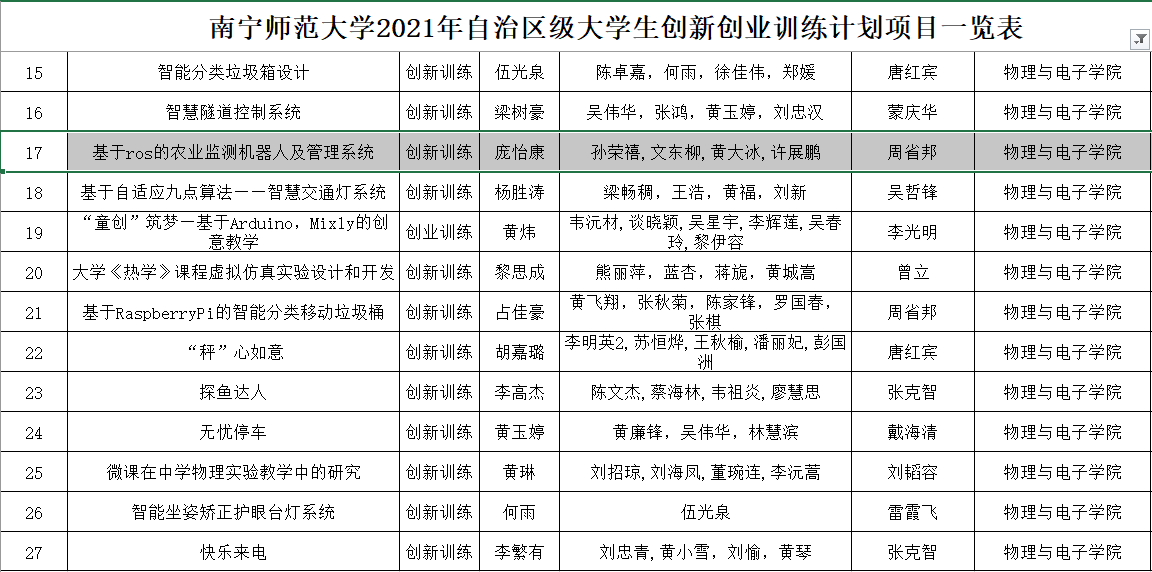 南宁师范大学2021年自治区级大学生创新创业训练计划项目一览表
15 智能分类垃圾箱设计 创新训练 伍光泉 陈卓嘉，何雨，徐佳伟，郑媛 唐红宾 物理与电子学院
16 智慧隧道控制系统 创新训练 梁树豪 吴伟华，张鸿，黄玉婷，刘忠汉 蒙庆华 物理与电子学院
17 基于ros的农业监测机器人及管理系统 创新训练 庞怡康 孙荣禧,文东柳,黄大冰,许展鹏 周省邦 物理与电子学院
18 基于自适应九点算法——智慧交通灯系统 创新训练 杨胜涛 梁畅稠，王浩，黄福，刘新 吴哲锋 物理与电子学院
19 “童创”筑梦—基于Arduino，Mixly的创 创业训练 黄炜 韦沅材,谈晓颖,吴星宇,李辉莲,吴春 李光明 物理与电子学院
意教学 玲,黎伊容
20 大学《热学》课程虚拟仿真实验设计和开发 创新训练 黎思成 熊丽萍，蓝杏，蒋旎，黄城嵩 曾立 物理与电子学院
21 基于RaspberryPi的智能分类移动垃圾桶 创新训练 占佳豪 黄飞翔，张秋菊，陈家锋，罗国春， 周省邦 物理与电子学院
张棋
22 “秤”心如意 创新训练 胡嘉璐 李明英2,苏恒烨,王秋榆,潘丽妃,彭国 唐红宾 物理与电子学院
洲
23 探鱼达人 创新训练 李高杰 陈文杰,蔡海林,韦祖炎,廖慧思 张克智 物理与电子学院
24 无忧停车 创新训练 黄玉婷 黄廉锋，吴伟华，林慧滨 戴海清 物理与电子学院
25 微课在中学物理实验教学中的研究 创新训练 黄琳 刘招琼,刘海凤,董琬连,李沅蒿 刘韬容 物理与电子学院
26 智能坐姿矫正护眼台灯系统 创新训练 何雨 伍光泉 雷霞飞 物理与电子学院
27 快乐来电 创新训练 李繁有 刘忠青,黄小雪，刘愉，黄琴 张克智 物理与电子学院